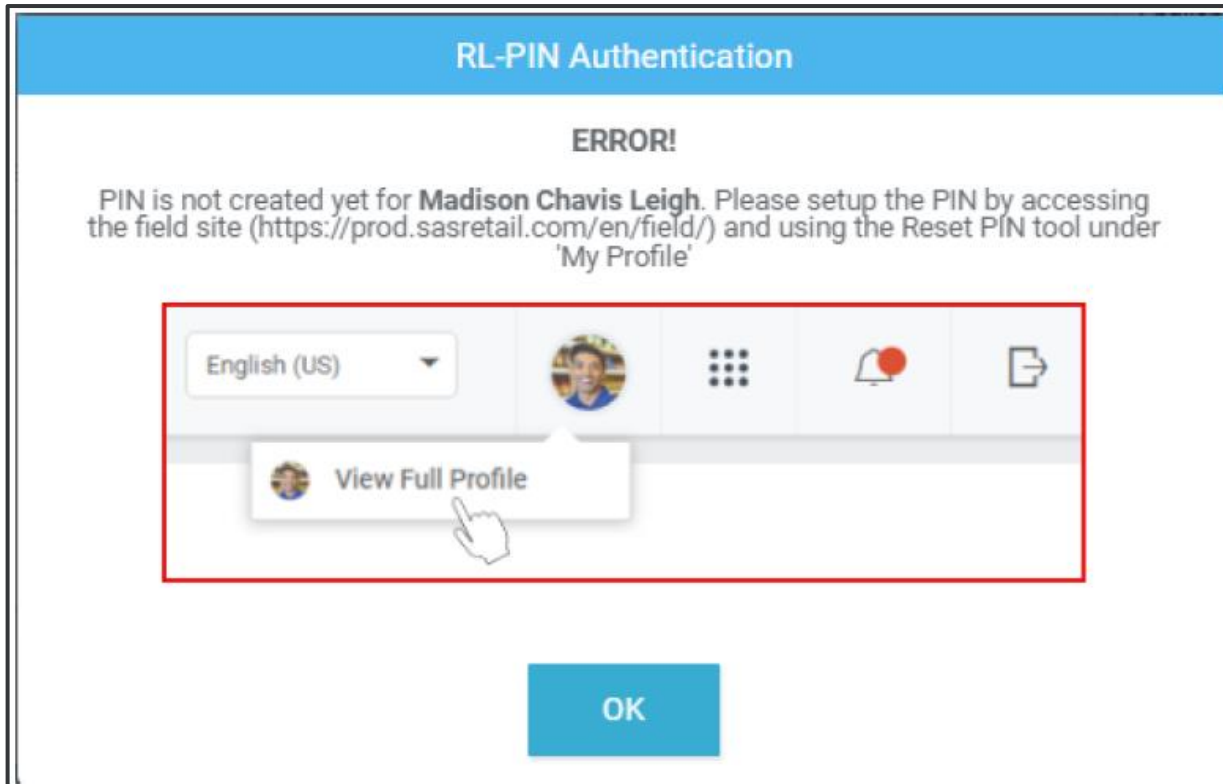 RL-PIN Authentication
ERROR!
PIN is not created yet for Madison Chavis Leigh. Please setup the PIN by accessing
the field site (https://prod.sasretail.com/en/field/) and using the Reset PIN tool under
'My Profile'
English (US)
View Full Profile
OK